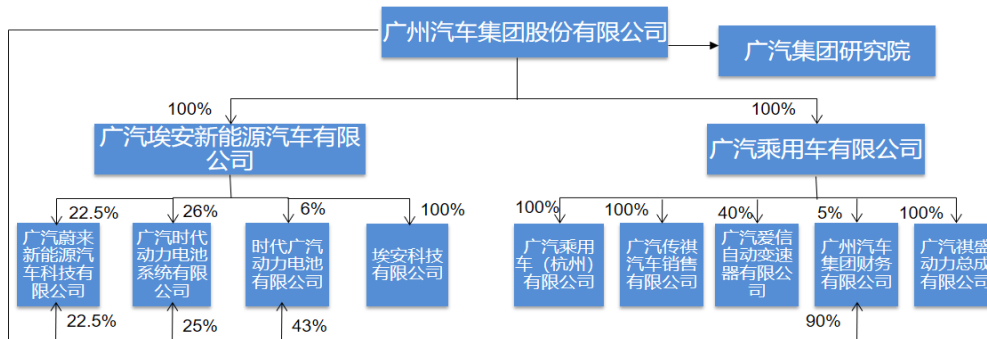 广州汽车集团股份有限公司
广汽集团研究院
100%
100%
广汽埃安新能源汽车有限
公司
广汽乘用车有限公司
22.5%
26%
6%
100%
100%
100%
40%
5%
100%
广汽蔚来
新能源汽
车科技有
限公司
广汽时代
动力电池
系统有限
公司
时代广汽
动力电池
有限公司
埃安科技
有限公司
广汽乘用
车（杭州）
有限公司
广汽传祺
汽车销售
有限公司
广汽爱信
自动变速
器有限公
司
广州汽车
集团财务
有限公司
广汽祺盛
动力总成
有限公司
22.5%
25%
43%
90%